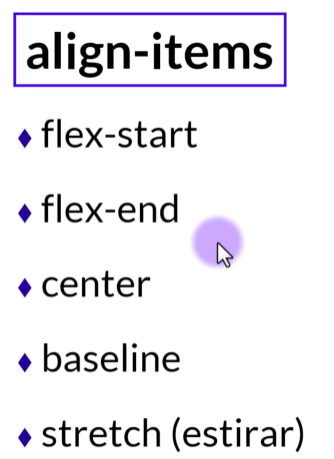 align-items
flex-start
flex-end
center
baseline
stretch (estirar)